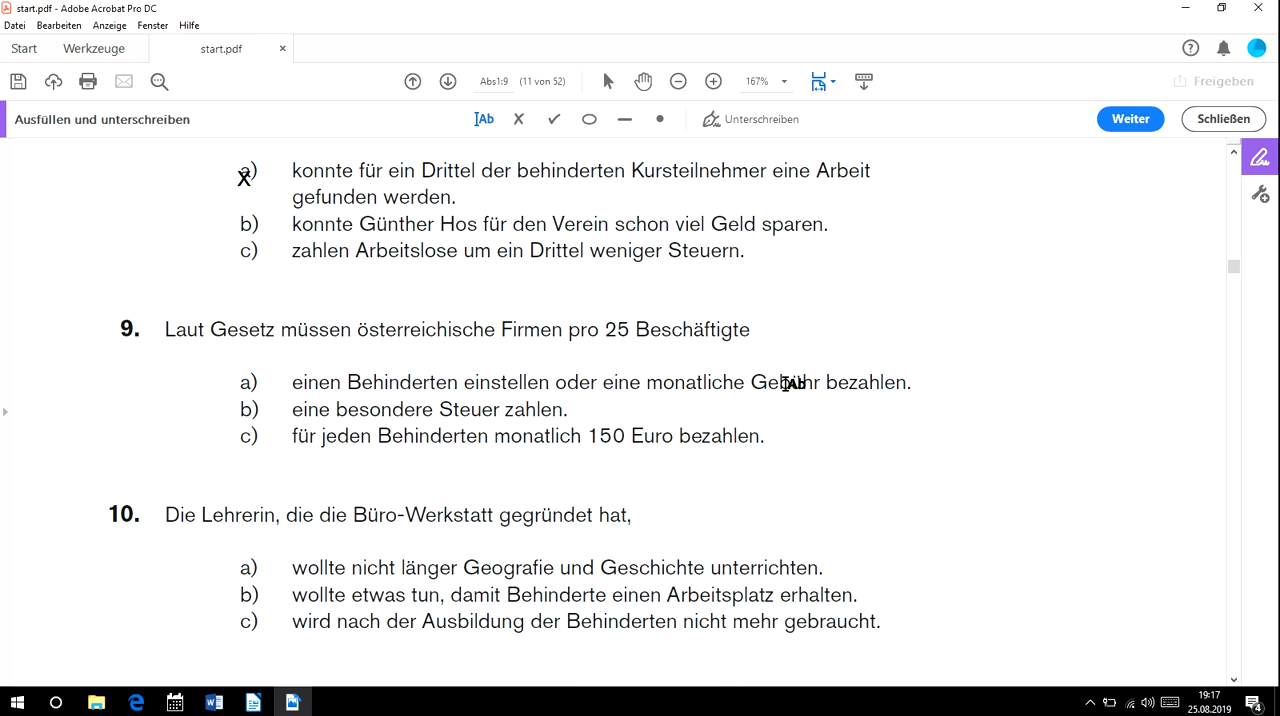 start.pdf - Adobe Acrobat Pro DC
Datei Bearbeiten Anzeige Fenster Hilfe
Start Werkzeuge start.pdf ×
Abs1:9 (11 von 52) 167% Freigeben
Ausfüllen und unterschreiben IAb Unterschreiben Weiter Schließen
a) konnte für ein Drittel der behinderten Kursteilnehmer eine Arbeit
X
gefunden werden.
b) konnte Günther Hos für den Verein schon viel Geld sparen.
c) zahlen Arbeitslose um ein Drittel weniger Steuern.
9. Laut Gesetz müssen österreichische Firmen pro 25 Beschäftigte
a) einen Behinderten einstellen oder eine monatliche Gebühr bezahlen.
b) eine besondere Steuer zahlen.
c) für jeden Behinderten monatlich 150 Euro bezahlen.
10. Die Lehrerin, die die Büro-Werkstatt gegründet hat,
a) wollte nicht länger Geografie und Geschichte unterrichten.
b) wollte etwas tun, damit Behinderte einen Arbeitsplatz erhalten.
c) wird nach der Ausbildung der Behinderten nicht mehr gebraucht.
19:17
25.08.2019
4